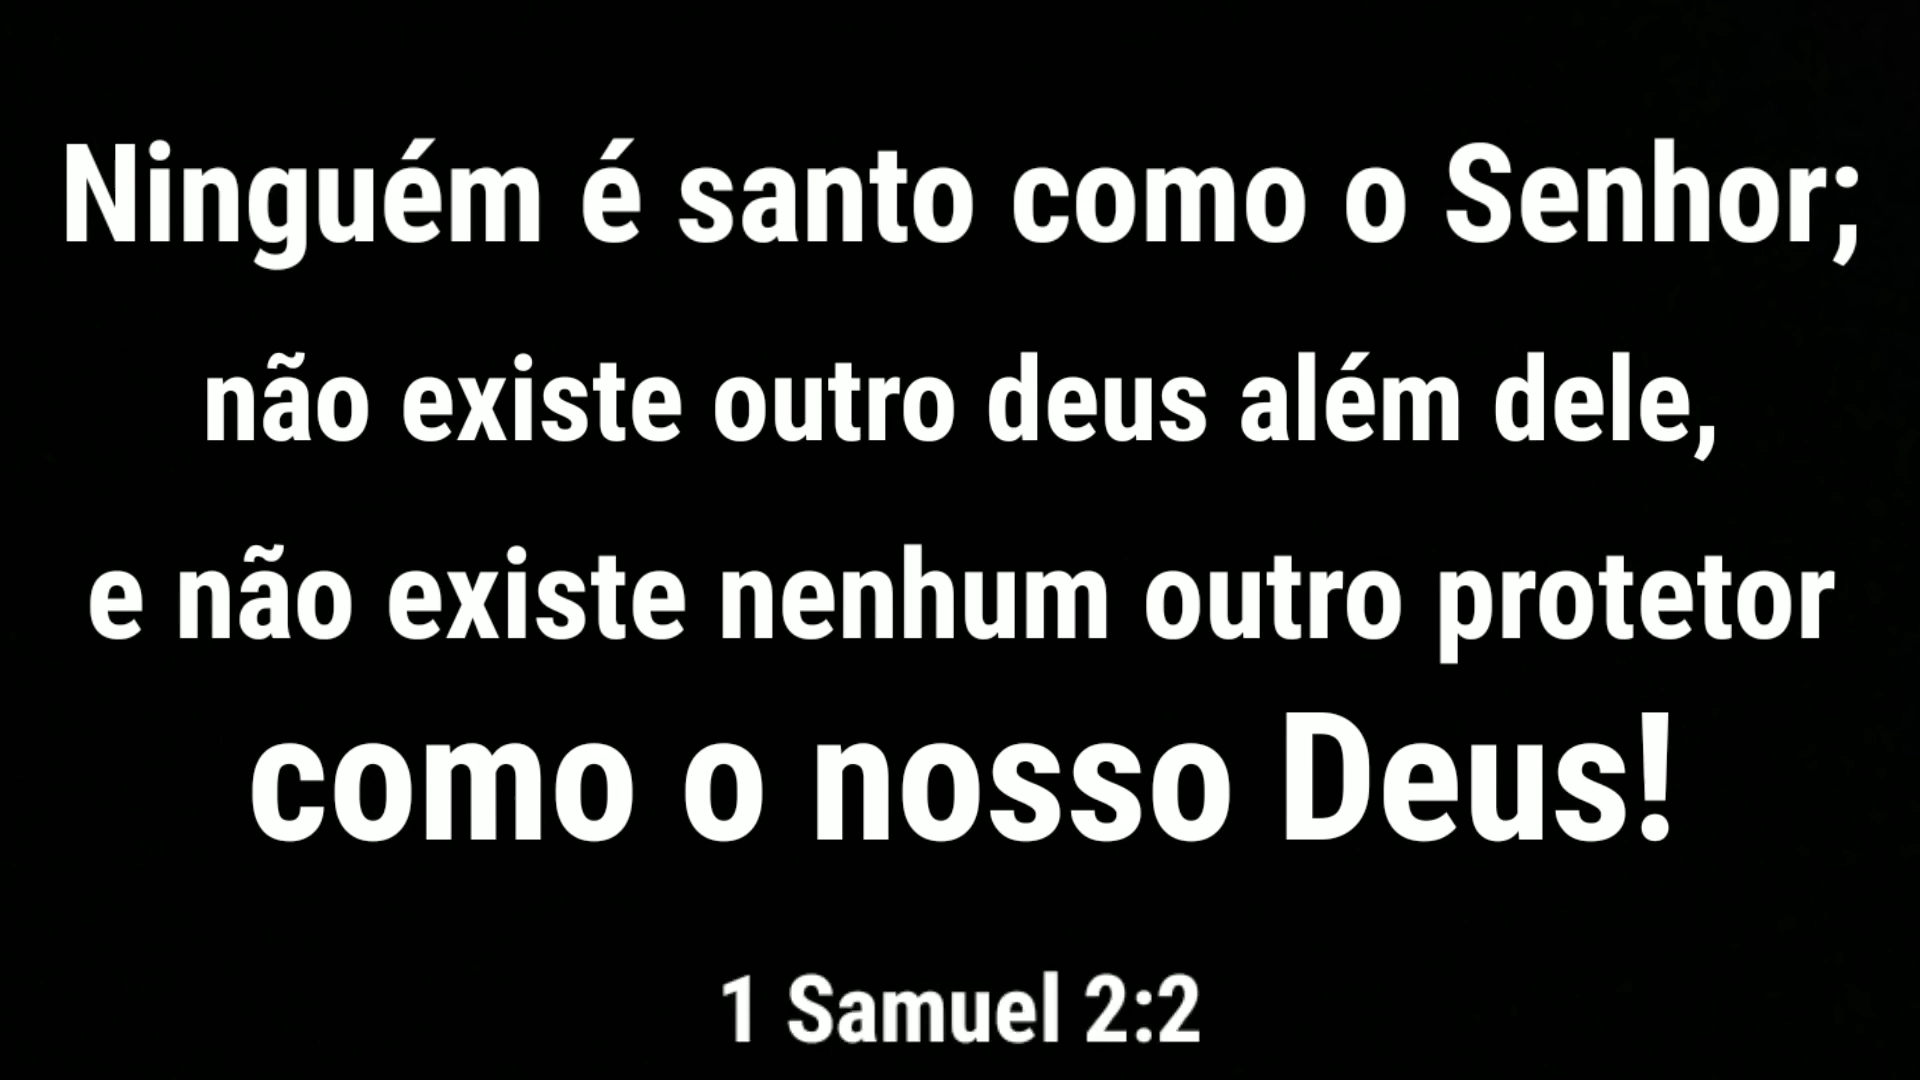 Ninguém é santo como o Senhor;
não existe outro deus além dele,
e não existe nenhum outro protetor
como o nosso Deus!
1 Samuel 2:2